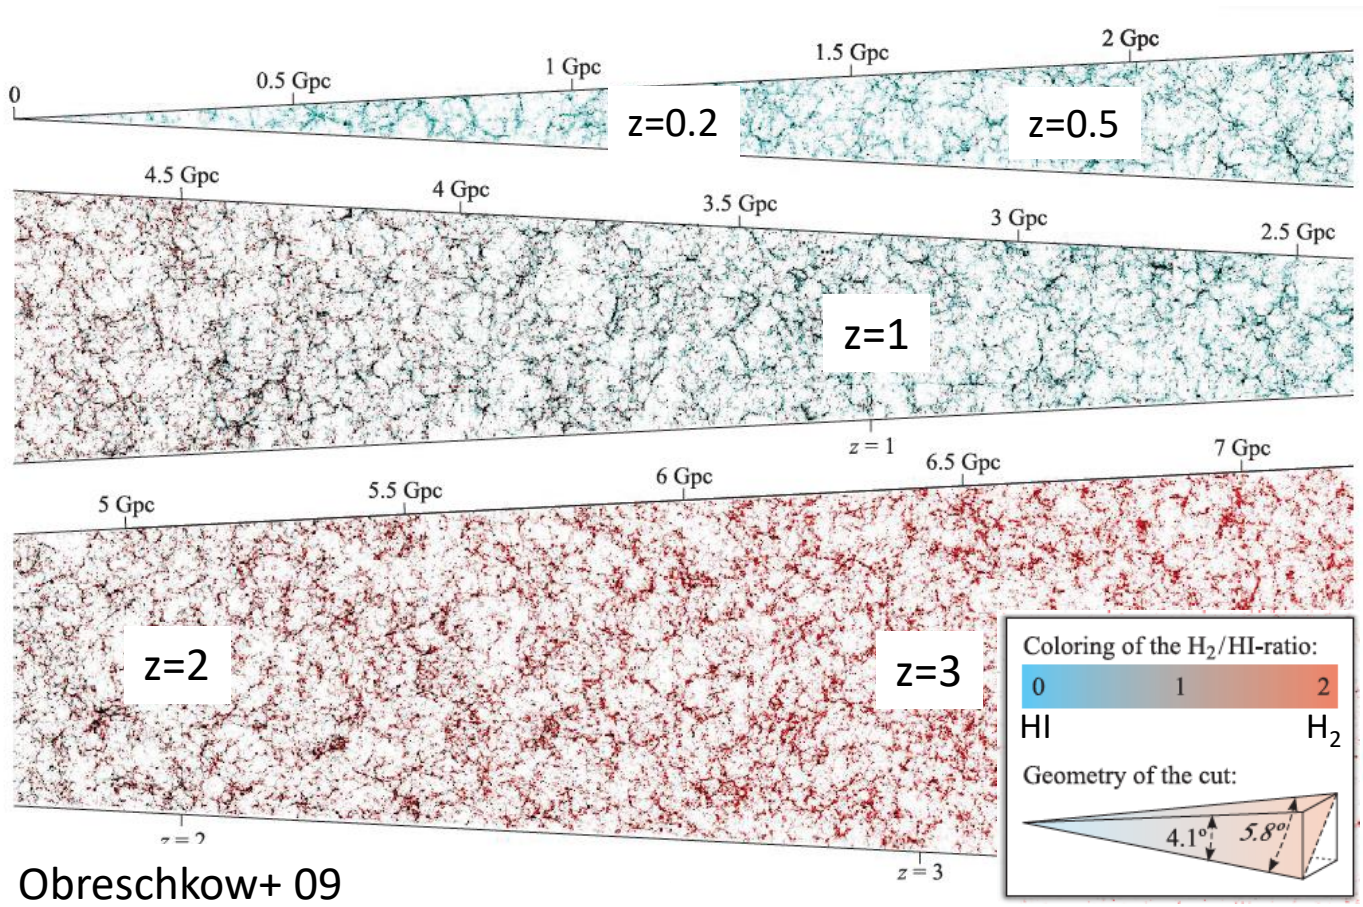 0
0.5 Gpc
1 Gpc
1.5 Gpc
2 Gpc
z=0.2
z=0.5
4.5 Gpc
4 Gpc
3.5 Gpc
3 Gpc
2.5 Gpc
z=1
z = 1
5 Gpc
5.5 Gpc
6 Gpc
6.5 Gpc
7 Gpc
z=2
z=3
z = 2
z = 3
Coloring of the H₂/HI-ratio:
0 1 2
HI H₂
Geometry of the cut:
4.1° 5.8°
Obreschkow+ 09